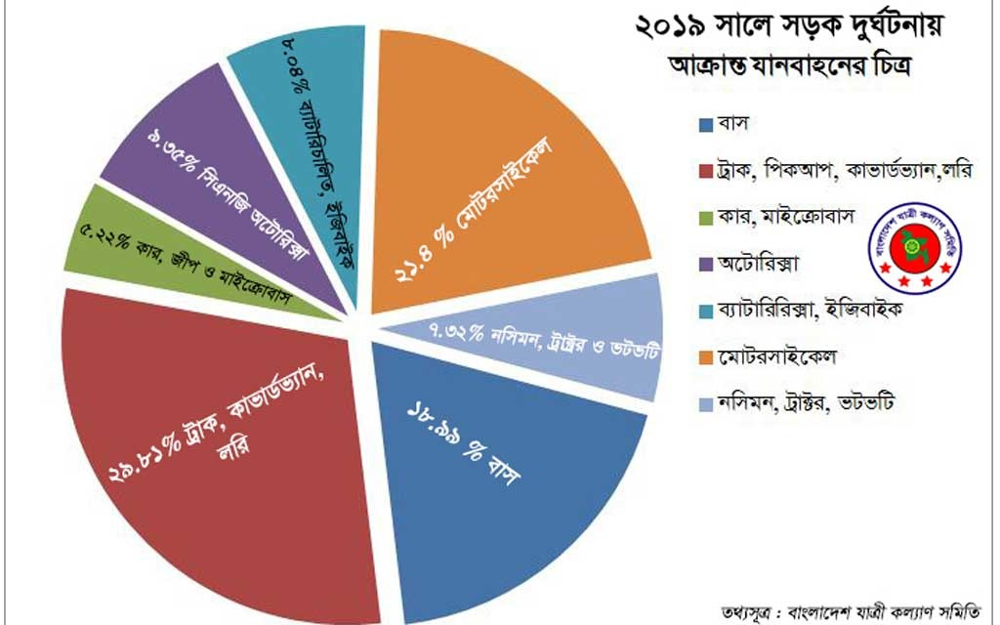 ২০১৯ সালে সড়ক দুর্ঘটনায়
আক্রান্ত যানবাহনের চিত্র
বাস
ট্রাক, পিকআপ, কাভার্ডভ্যান,লরি
কার, মাইক্রোবাস
অটোরিক্সা
ব্যাটারিরিক্সা, ইজিবাইক
মোটরসাইকেল
নসিমন, ট্রাক্টর, ভটভটি
বাংলাদেশ যাত্রী কল্যাণ সমিতি
৮.০৪% ব্যাটারিচালিত, ইজিবাইক
২১.৪ % মোটরসাইকেল
৯.৩৫% সিএনজি অটোরিক্সা
৫.২২% কার, জীপ ও মাইক্রোবাস
৭.৩২% নসিমন, ট্রাক্টর ও ভটভটি
২৯.৮১% ট্রাক, কাভার্ডভ্যান,
লরি
১৮.৯৯ % বাস
তথ্যসূত্র : বাংলাদেশ যাত্রী কল্যাণ সমিতি